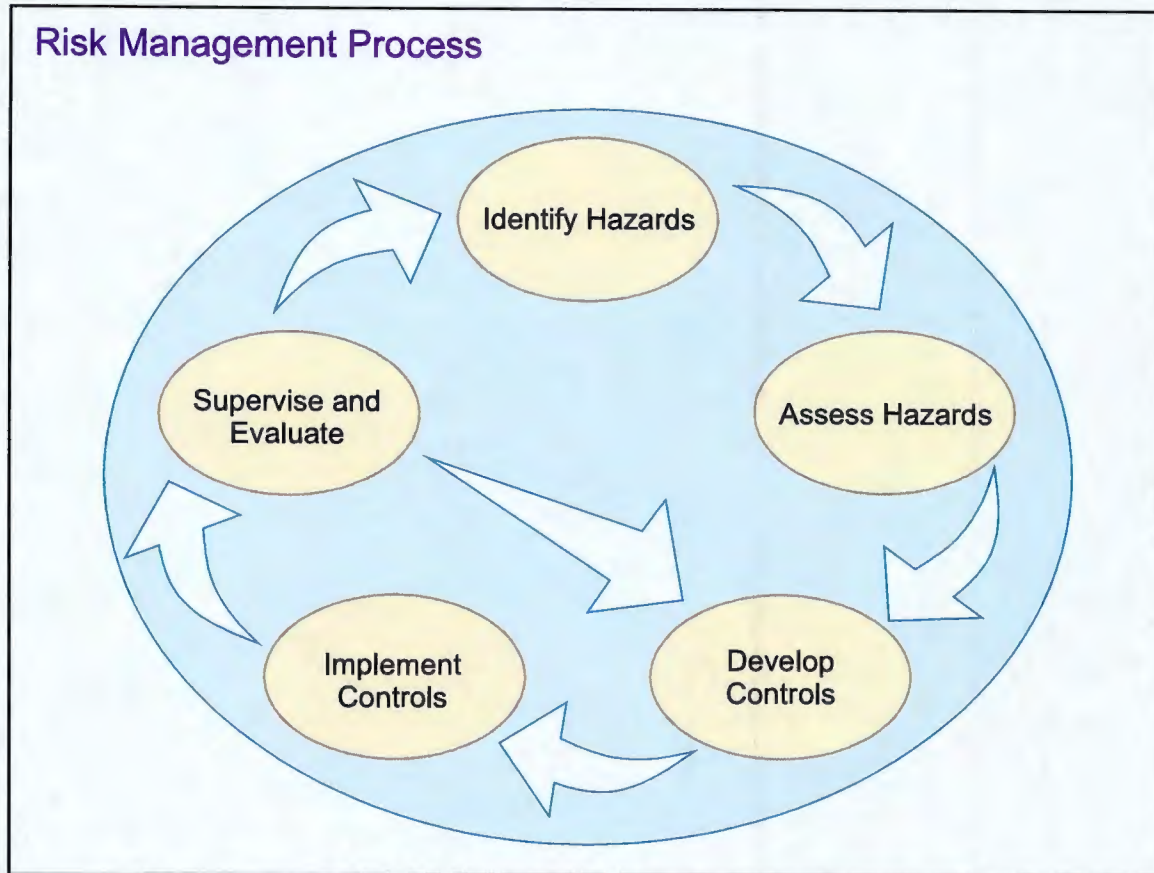 Risk Management Process
Identify Hazards
Assess Hazards
Develop
Controls
Implement
Controls
Supervise and
Evaluate